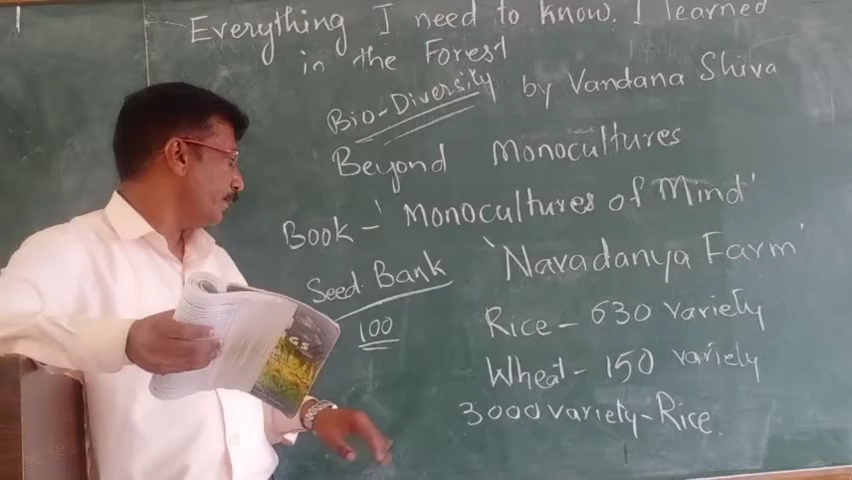 Everything I need to know. I learned
in the Forest
Bio-Diversity by Vandana Shiva
Beyond Monocultures
Book - 'Monocultures of Mind'
Seed Bank 'Navadanya Farm'
100 Rice - 630 variety
Wheat - 150 variety
3000 variety - Rice